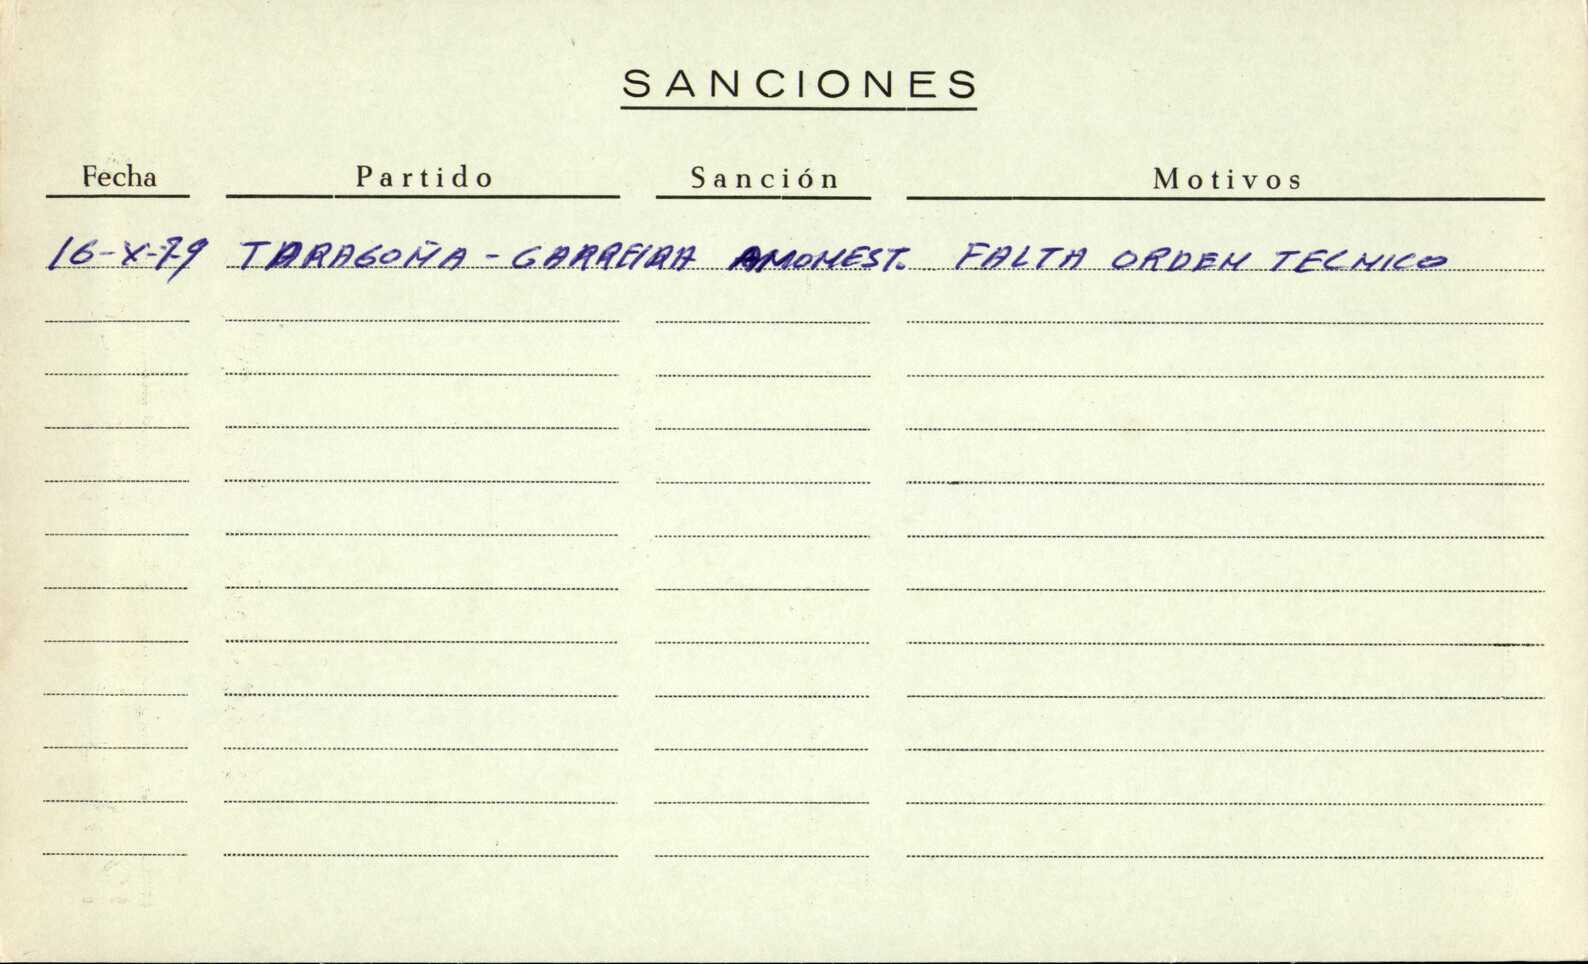 SANCIONES
Fecha Partido Sanción Motivos
16-X-79 TARAGOÑA - CARREIRA AMONEST. FALTA ORDEN TECNICO